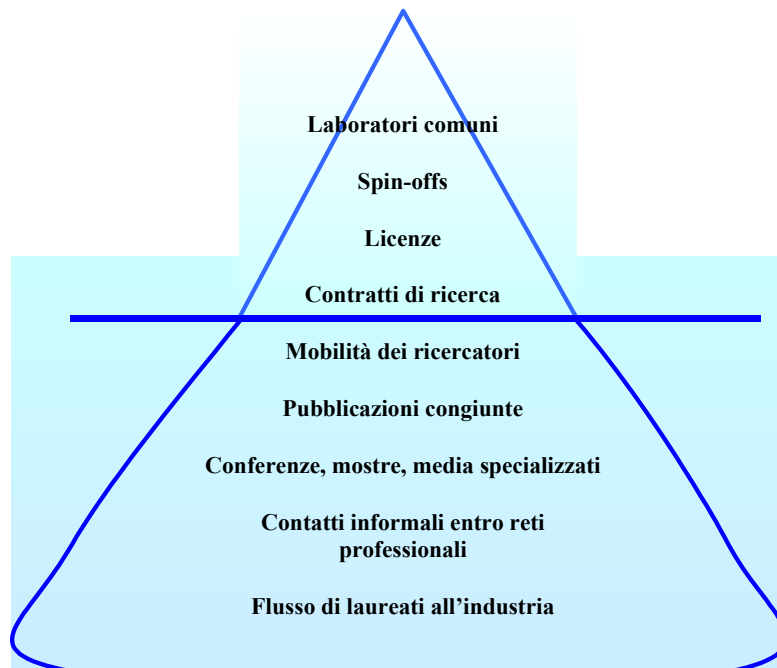 Laboratori comuni
Spin-offs
Licenze
Contratti di ricerca
Mobilità dei ricercatori
Pubblicazioni congiunte
Conferenze, mostre, media specializzati
Contatti informali entro reti
professionali
Flusso di laureati all’industria